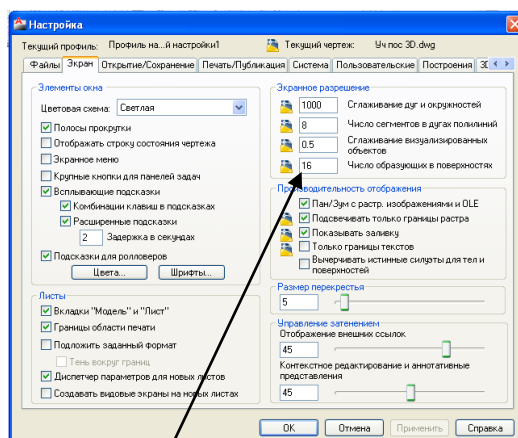 Настройка
Текущий профиль: Профиль на...й настройки1 Текущий чертеж: Уч пос 3D.dwg
Файлы Экран Открытие/Сохранение Печать/Публикация Система Пользовательские Построения 3D
Элементы окна
Цветовая схема: Светлая
Полосы прокрутки
Отображать строку состояния чертежа
Экранное меню
Крупные кнопки для панелей задач
Всплывающие подсказки
Комбинации клавиш в подсказках
Расширенные подсказки
2 Задержка в секундах
Подсказки для ролловеров
Цвета... Шрифты...
Листы
Вкладки "Модель" и "Лист"
Границы области печати
Подложить заданный формат
Тень вокруг границ
Диспетчер параметров для новых листов
Создавать видовые экраны на новых листах
Экранное разрешение
1000 Сглаживание дуг и окружностей
8 Число сегментов в дугах полилиний
0.5 Сглаживание визуализированных
объектов
16 Число образующих в поверхностях
Производительность отображения
Пан/Зум с растр. изображениями и OLE
Подсвечивать только границы растра
Показывать заливку
Только границы текстов
Вычерчивать истинные силуэты для тел и
поверхностей
Размер перекрестья
5
Управление затенением
Отображение внешних ссылок
45
Контекстное редактирование и аннотативные
представления
45
OK Отмена Применить Справка